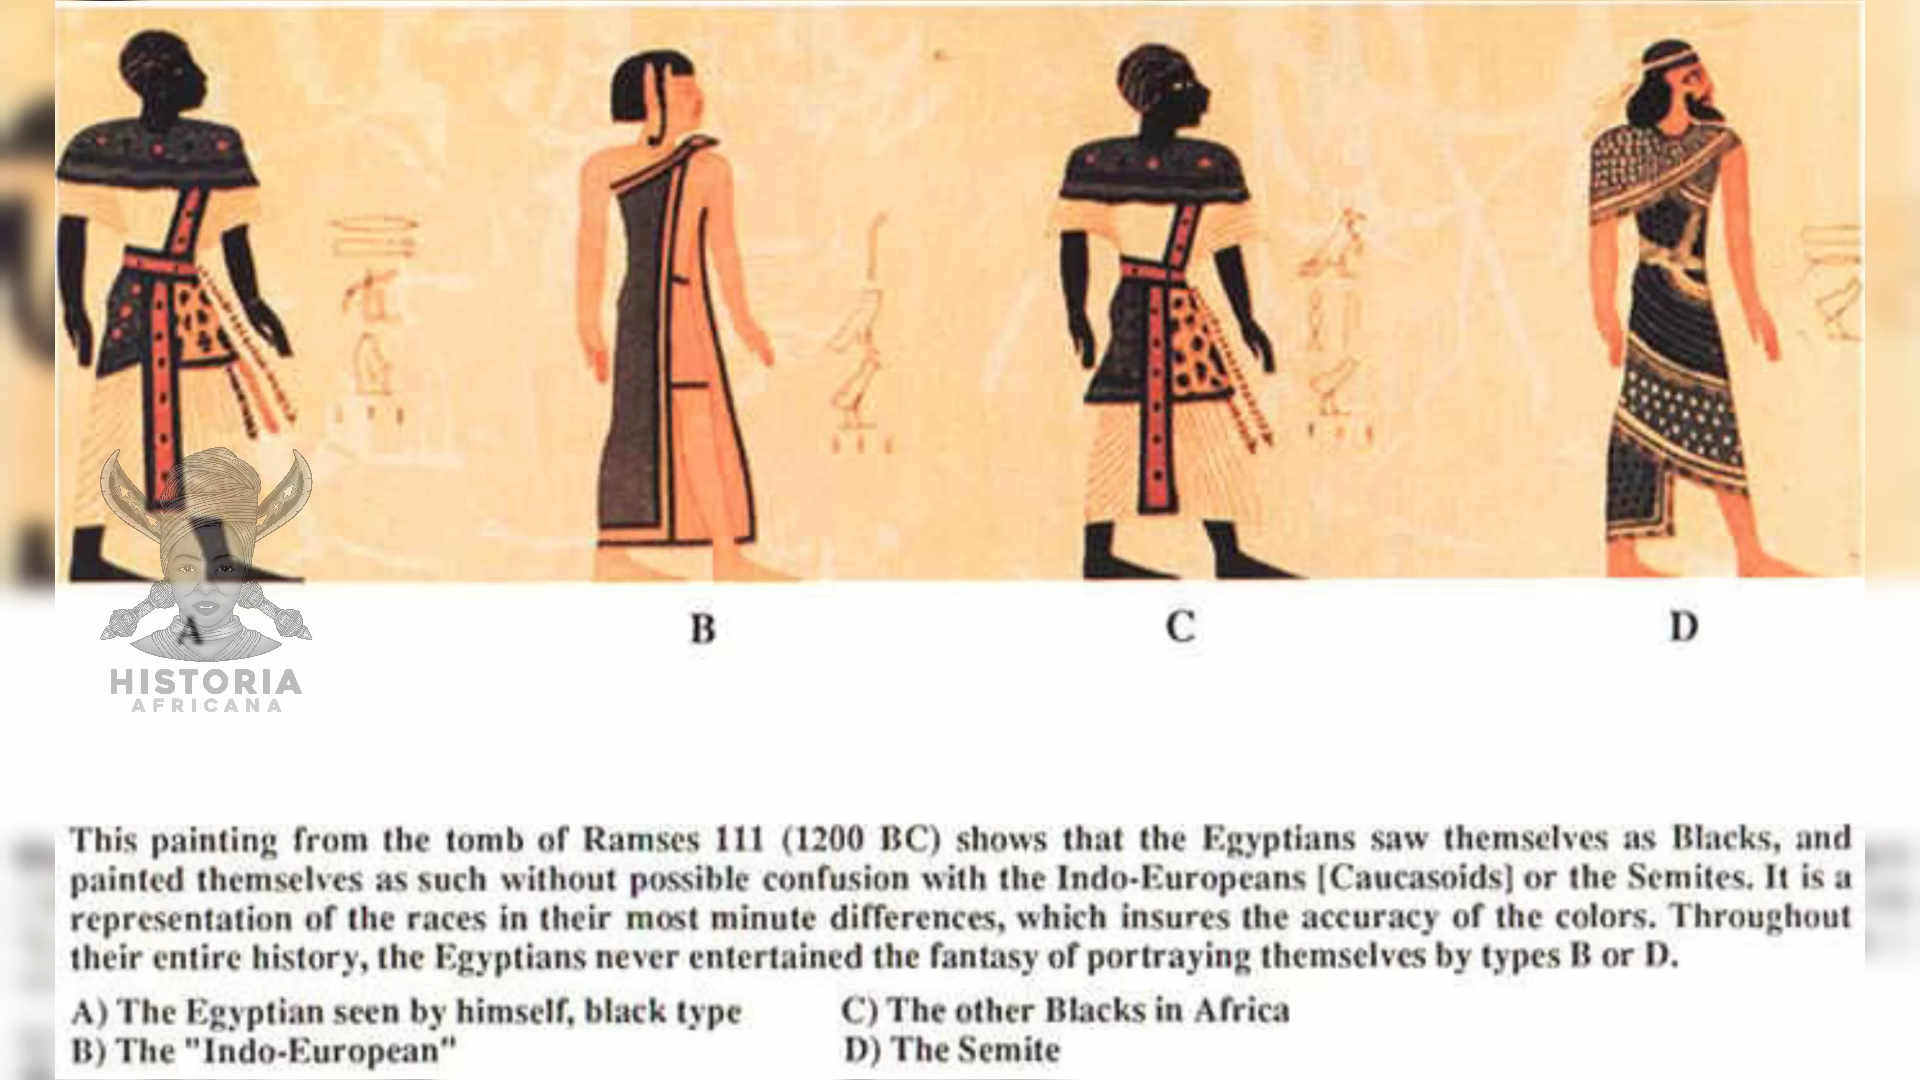 A
B
C
D
HISTORIA
AFRICANA
This painting from the tomb of Ramses 111 (1200 BC) shows that the Egyptians saw themselves as Blacks, and
painted themselves as such without possible confusion with the Indo-Europeans [Caucasoids] or the Semites. It is a
representation of the races in their most minute differences, which insures the accuracy of the colors. Throughout
their entire history, the Egyptians never entertained the fantasy of portraying themselves by types B or D.
A) The Egyptian seen by himself, black type
C) The other Blacks in Africa
B) The "Indo-European"
D) The Semite